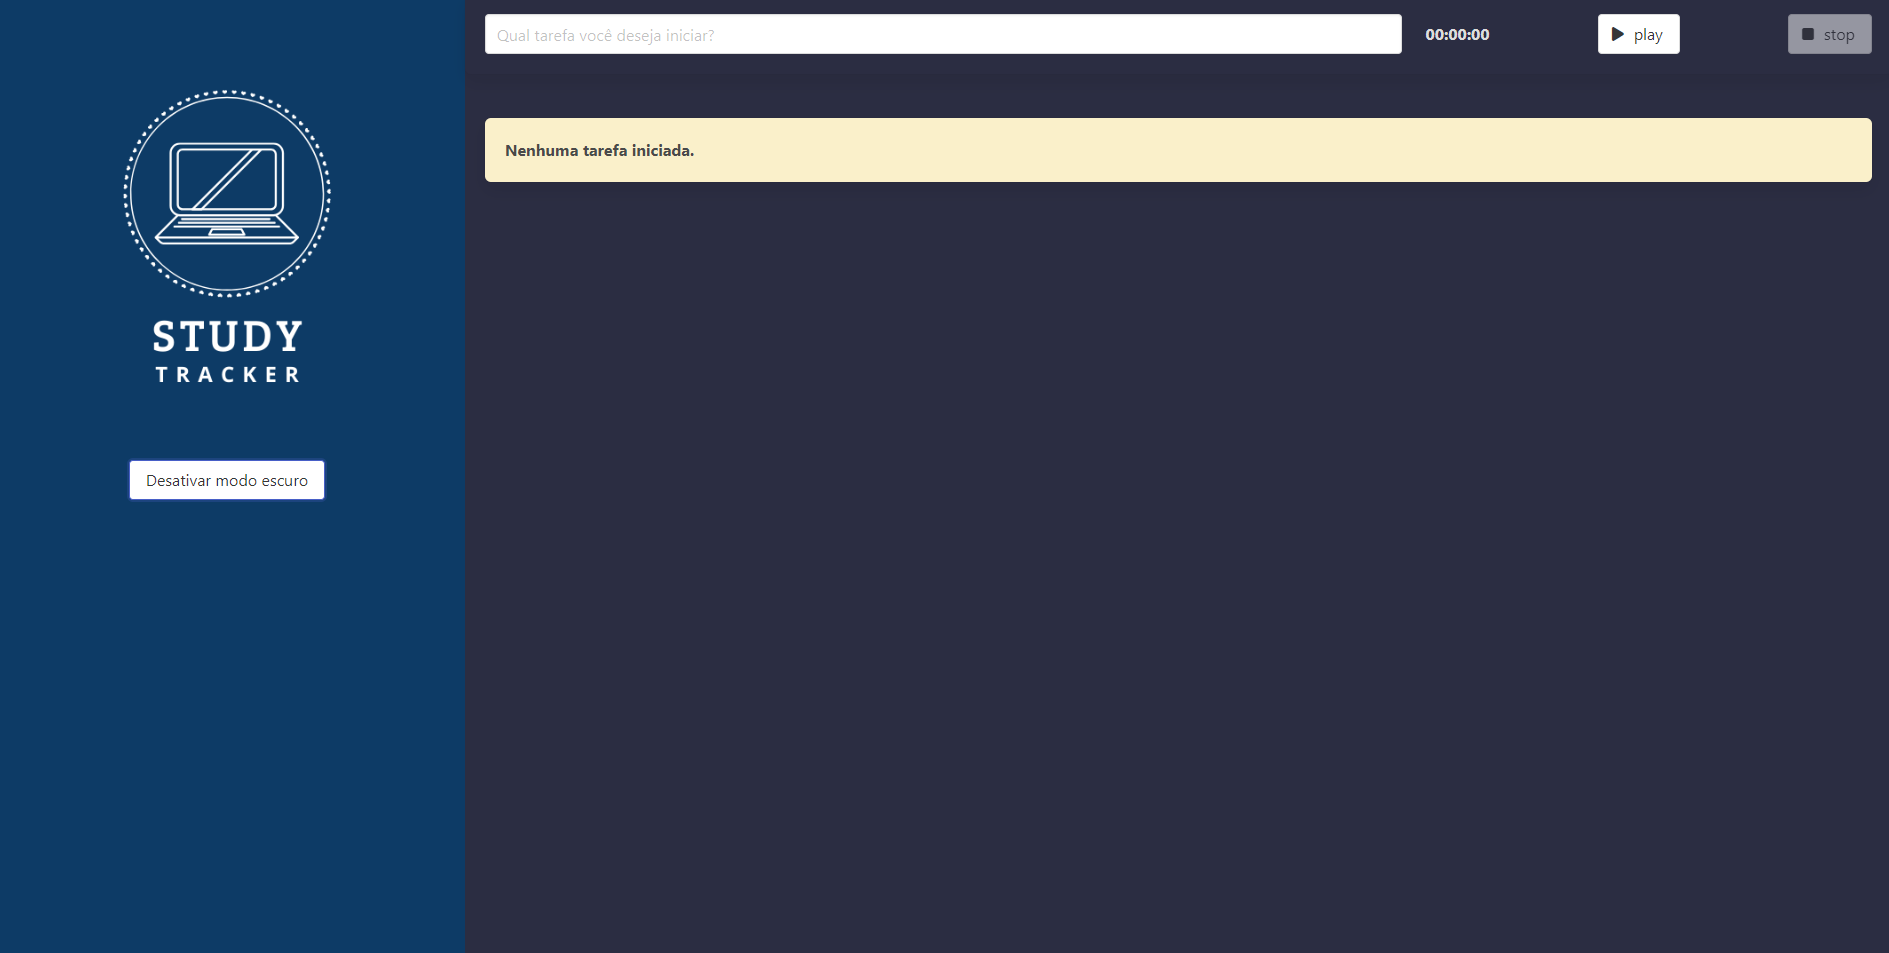 STUDY
TRACKER
Desativar modo escuro
Qual tarefa você deseja iniciar?
00:00:00
play
stop
Nenhuma tarefa iniciada.